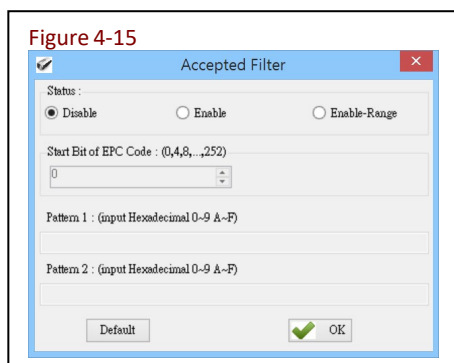 Figure 4-15
Accepted Filter
Status :
Disable Enable Enable-Range
Start Bit of EPC Code : (0,4,8,...,252)
0
Pattern 1 : (input Hexadecimal 0~9 A~F)
Pattern 2 : (input Hexadecimal 0~9 A~F)
Default OK